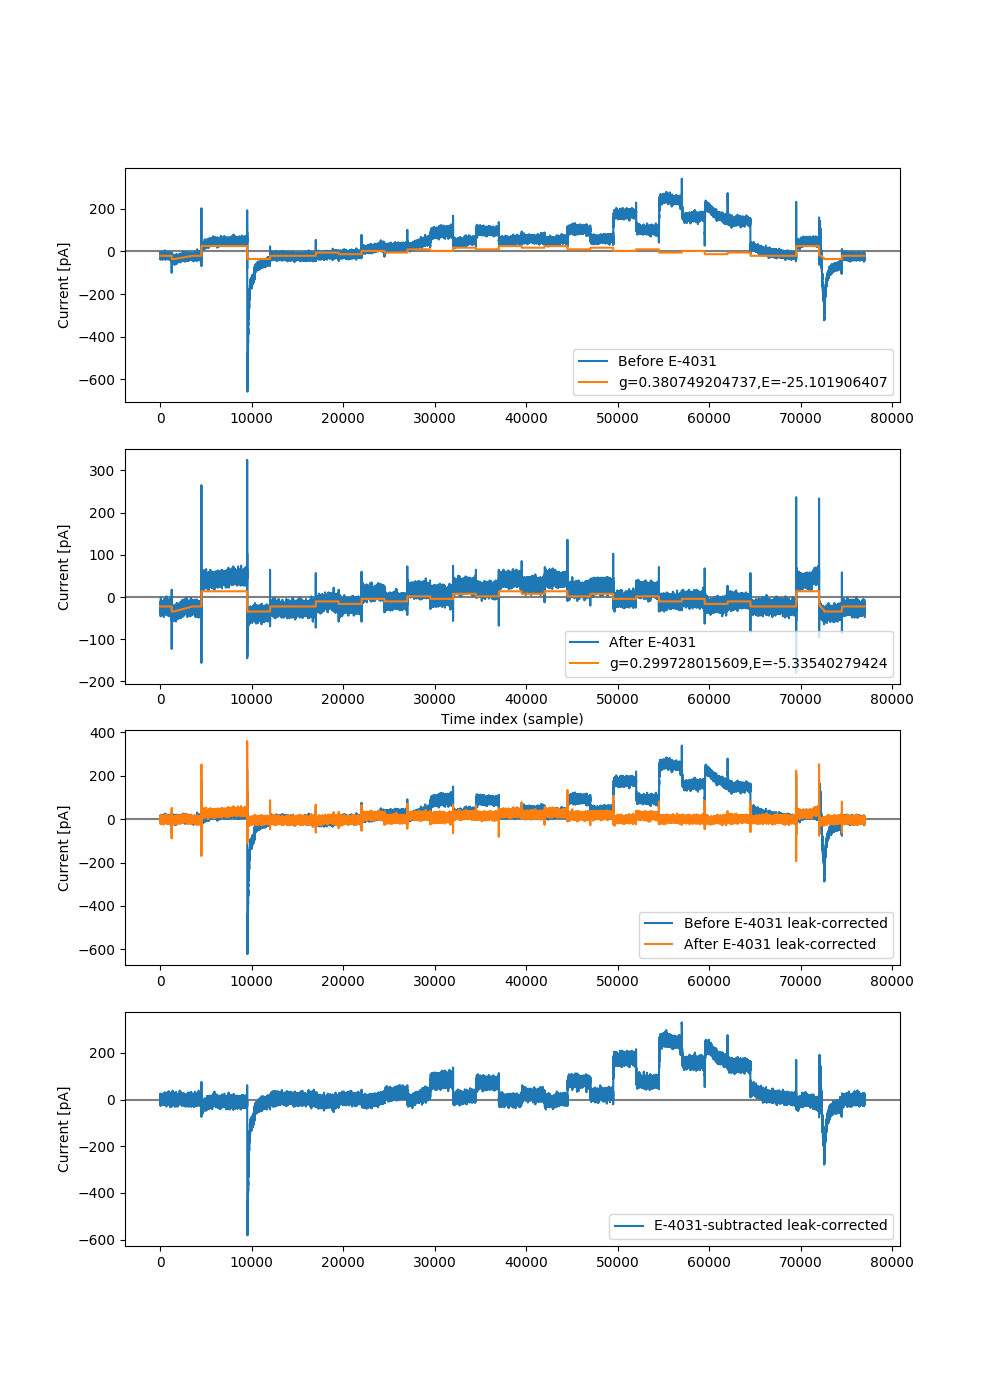 200
0
−200
−400
−600
Current [pA]
Before E-4031
g=0.380749204737,E=-25.101906407
0 10000 20000 30000 40000 50000 60000 70000 80000
300
200
100
0
−100
−200
Current [pA]
After E-4031
g=0.299728015609,E=-5.33540279424
0 10000 20000 30000 40000 50000 60000 70000 80000
Time index (sample)
400
200
0
−200
−400
−600
Current [pA]
Before E-4031 leak-corrected
After E-4031 leak-corrected
0 10000 20000 30000 40000 50000 60000 70000 80000
200
0
−200
−400
−600
Current [pA]
E-4031-subtracted leak-corrected
0 10000 20000 30000 40000 50000 60000 70000 80000